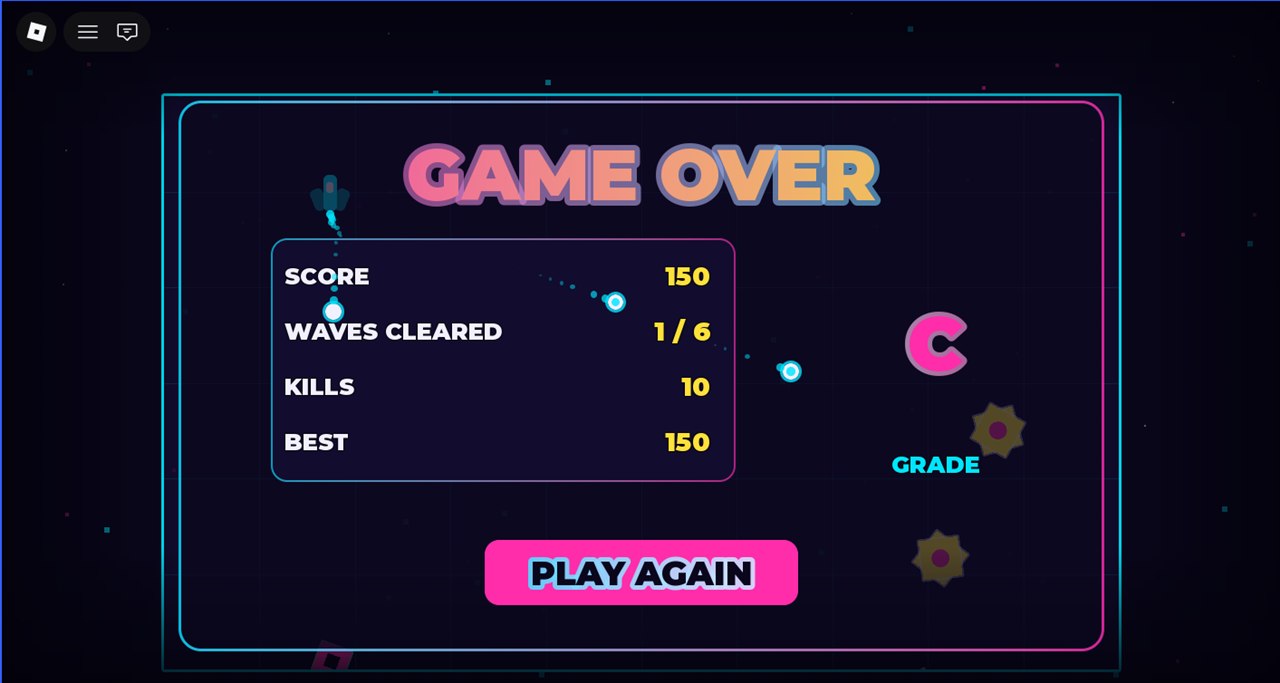 GAME OVER
SCORE 150
WAVES CLEARED 1 / 6
KILLS 10
BEST 150
C
GRADE
PLAY AGAIN